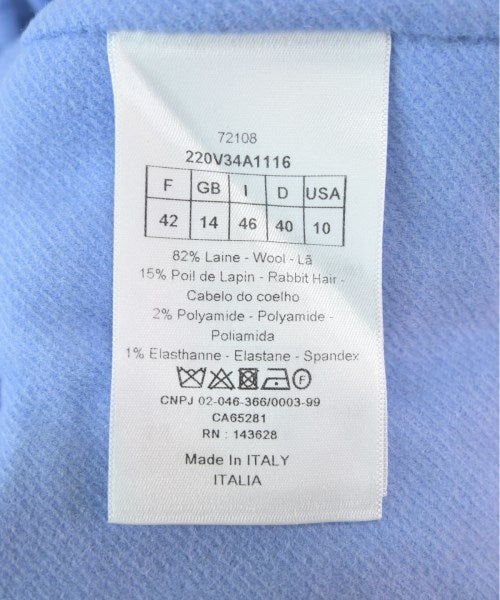 72108
220V34A1116
F GB I D USA
42 14 46 40 10
82% Laine - Wool - Lã
15% Poil de Lapin - Rabbit Hair -
Cabelo do coelho
2% Polyamide - Polyamide -
Poliamida
1% Elasthanne - Elastane - Spandex
F
CNPJ 02-046-366/0003-99
CA65281
RN : 143628
Made In ITALY
ITALIA